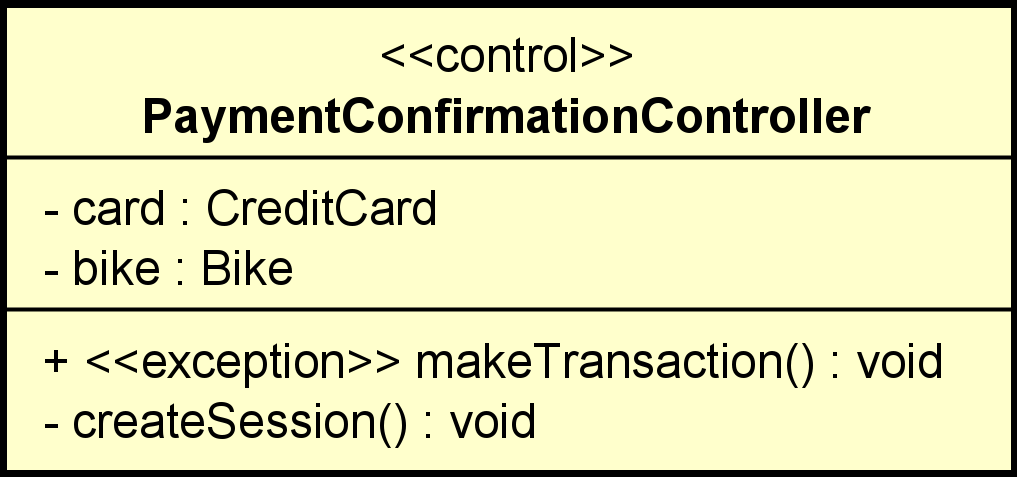 <<control>>
PaymentConfirmationController
- card : CreditCard
- bike : Bike
+ <<exception>> makeTransaction() : void
- createSession() : void